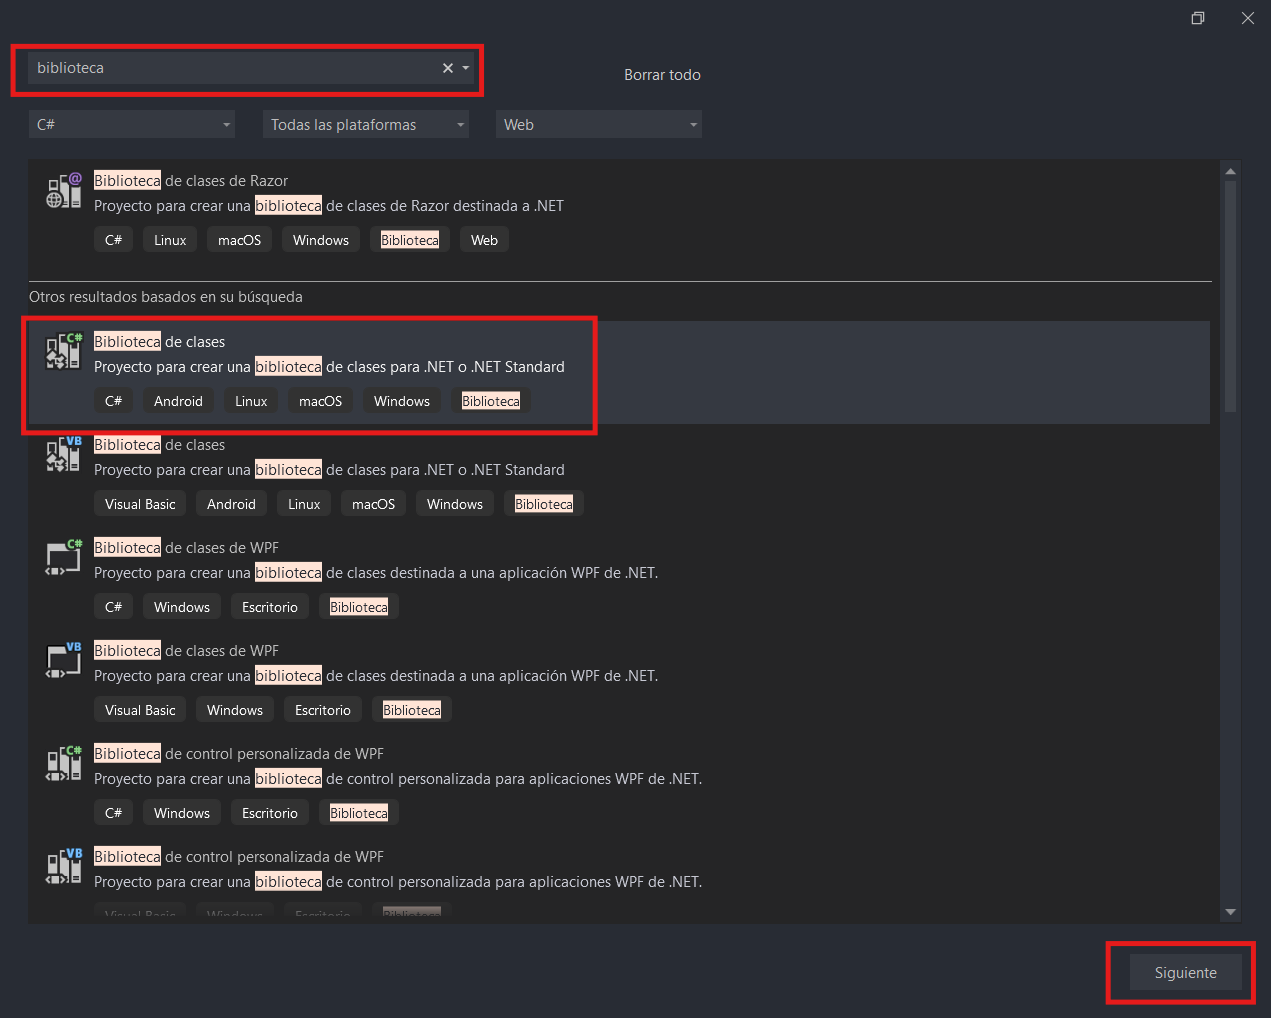 biblioteca
Borrar todo
C# Todas las plataformas Web
@
Biblioteca de clases de Razor
Proyecto para crear una biblioteca de clases de Razor destinada a .NET
C# Linux macOS Windows Biblioteca Web
Otros resultados basados en su búsqueda
C#
Biblioteca de clases
Proyecto para crear una biblioteca de clases para .NET o .NET Standard
C# Android Linux macOS Windows Biblioteca
VB
Biblioteca de clases
Proyecto para crear una biblioteca de clases para .NET o .NET Standard
Visual Basic Android Linux macOS Windows Biblioteca
C#
Biblioteca de clases de WPF
Proyecto para crear una biblioteca de clases destinada a una aplicación WPF de .NET.
C# Windows Escritorio Biblioteca
VB
Biblioteca de clases de WPF
Proyecto para crear una biblioteca de clases destinada a una aplicación WPF de .NET.
Visual Basic Windows Escritorio Biblioteca
C#
Biblioteca de control personalizada de WPF
Proyecto para crear una biblioteca de control personalizada para aplicaciones WPF de .NET.
C# Windows Escritorio Biblioteca
VB
Biblioteca de control personalizada de WPF
Proyecto para crear una biblioteca de control personalizada para aplicaciones WPF de .NET.
Visual Basic Windows Escritorio Biblioteca
Siguiente